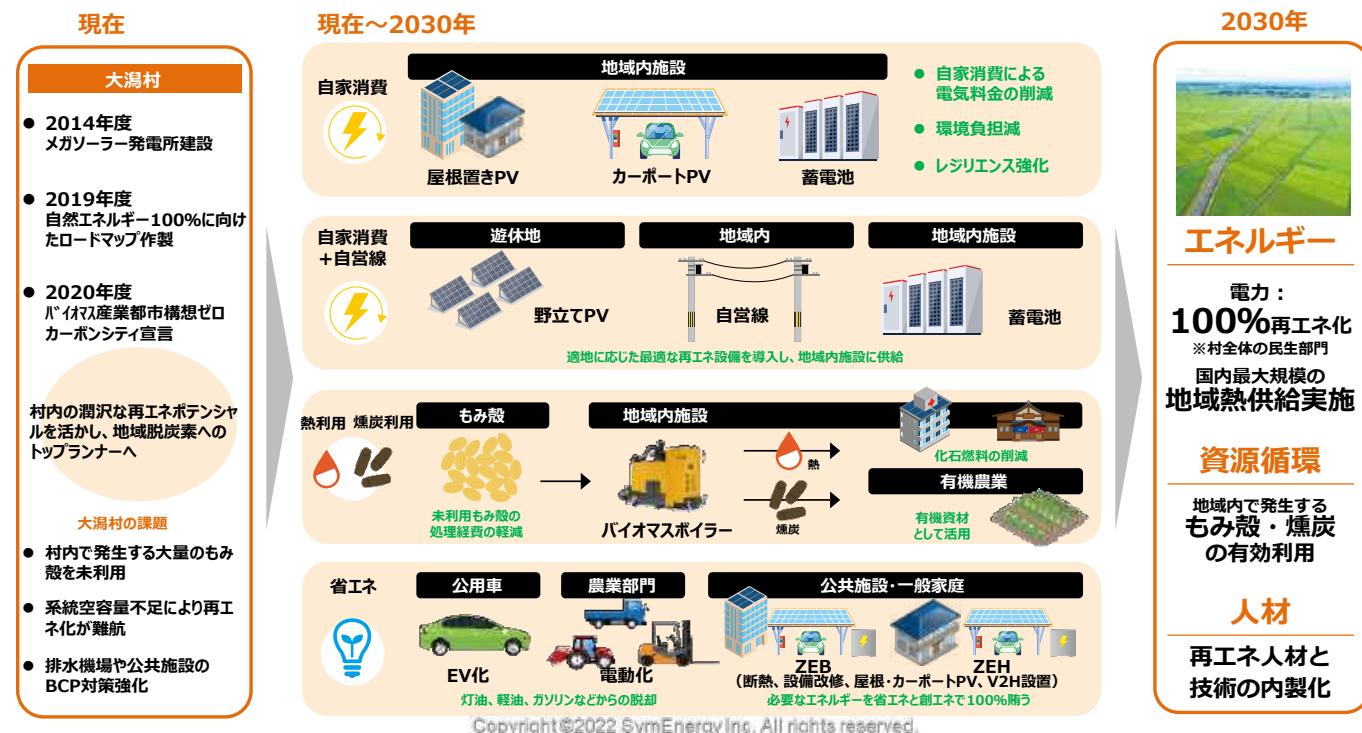 現在
大潟村
● 2014年度
メガソーラー発電所建設
● 2019年度
自然エネルギー100%に向け
たロードマップ作製
● 2020年度
ﾊﾞｲｵﾏｽ産業都市構想ゼロ
カーボンシティ宣言
村内の潤沢な再エネポテンシャ
ルを活かし、地域脱炭素への
トップランナーへ
大潟村の課題
● 村内で発生する大量のもみ
殻を未利用
● 系統空容量不足により再エ
ネ化が難航
● 排水機場や公共施設の
BCP対策強化
現在～2030年
自家消費
地域内施設
屋根置きPV
カーポートPV
蓄電池
● 自家消費による
電気料金の削減
● 環境負担減
● レジリエンス強化
自家消費
+自営線
遊休地
地域内
地域内施設
野立てPV
自営線
蓄電池
適地に応じた最適な再エネ設備を導入し、地域内施設に供給
熱利用 燻炭利用
もみ殻
地域内施設
熱
化石燃料の削減
有機農業
未利用もみ殻の
処理経費の軽減
バイオマスボイラー
燻炭
有機資材
として活用
省エネ
公用車
農業部門
公共施設・一般家庭
EV化
電動化
ZEB
ZEH
（断熱、設備改修、屋根・カーポートPV、V2H設置）
灯油、軽油、ガソリンなどからの脱却
必要なエネルギーを省エネと創エネで100%賄う
2030年
エネルギー
電力：
100%再エネ化
※村全体の民生部門
国内最大規模の
地域熱供給実施
資源循環
地域内で発生する
もみ殻・燻炭
の有効利用
人材
再エネ人材と
技術の内製化
Copyright©2022 SymEnergy Inc. All rights reserved.